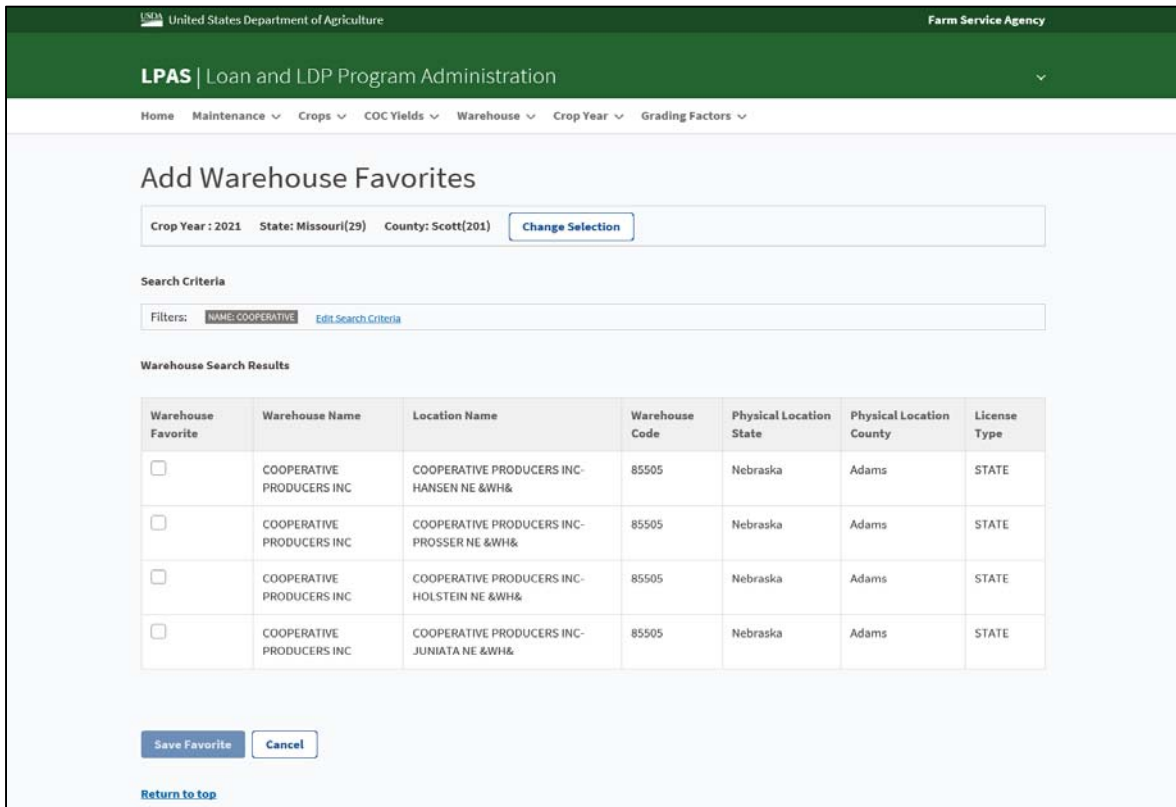 USDA United States Department of Agriculture Farm Service Agency
LPAS | Loan and LDP Program Administration
Home Maintenance Crops COC Yields Warehouse Crop Year Grading Factors
Add Warehouse Favorites
Crop Year : 2021 State: Missouri(29) County: Scott(201) Change Selection
Search Criteria
Filters: NAME: COOPERATIVE Edit Search Criteria
Warehouse Search Results
Warehouse Favorite Warehouse Name Location Name Warehouse Code Physical Location State Physical Location County License Type
COOPERATIVE PRODUCERS INC COOPERATIVE PRODUCERS INC-HANSEN NE &WH& 85505 Nebraska Adams STATE
COOPERATIVE PRODUCERS INC COOPERATIVE PRODUCERS INC-PROSSER NE &WH& 85505 Nebraska Adams STATE
COOPERATIVE PRODUCERS INC COOPERATIVE PRODUCERS INC-HOLSTEIN NE &WH& 85505 Nebraska Adams STATE
COOPERATIVE PRODUCERS INC COOPERATIVE PRODUCERS INC-JUNIATA NE &WH& 85505 Nebraska Adams STATE
Save Favorite Cancel
Return to top